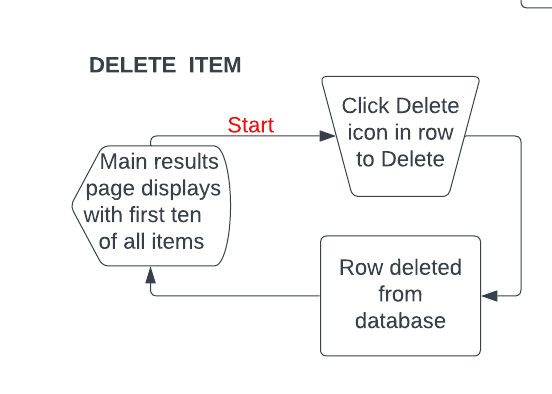 DELETE ITEM
Start
Click Delete
icon in row
to Delete
Main results
page displays
with first ten
of all items
Row deleted
from
database